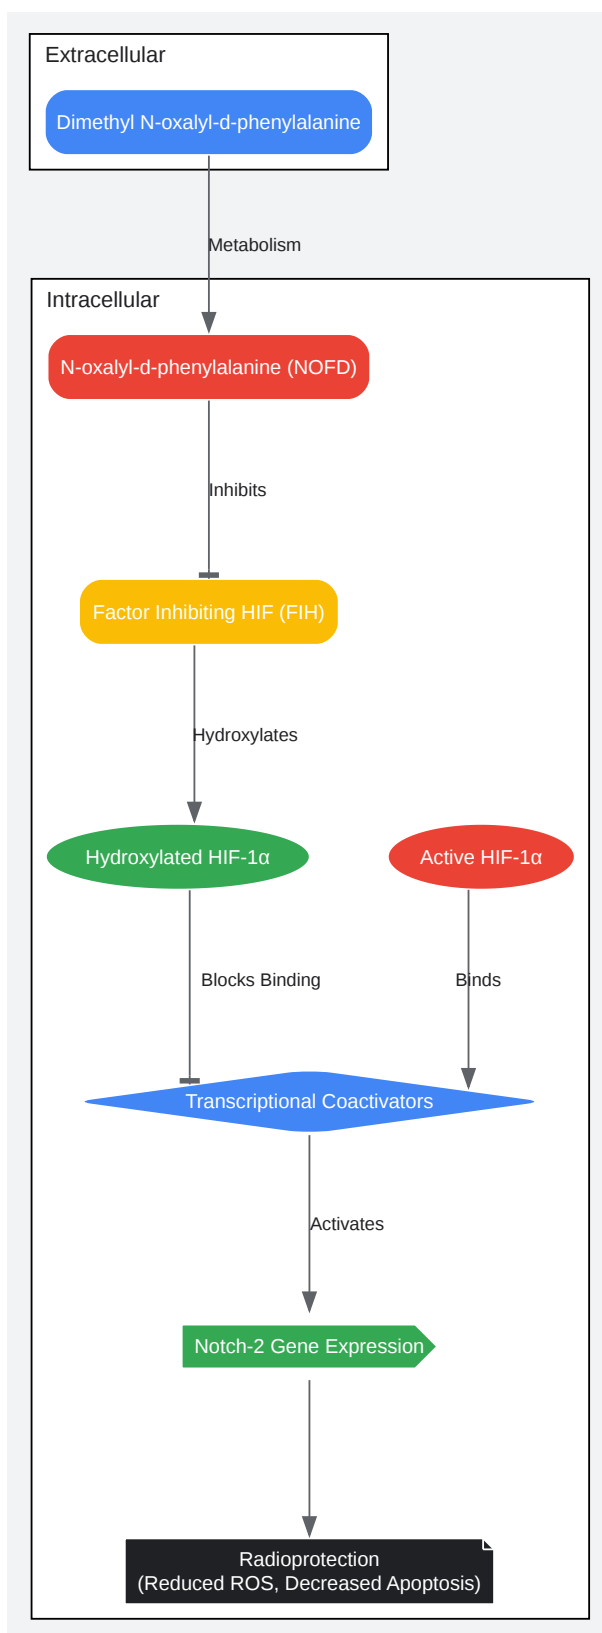 Extracellular
Dimethyl N-oxalyl-d-phenylalanine
Metabolism
Intracellular
N-oxalyl-d-phenylalanine (NOFD)
Inhibits
Factor Inhibiting HIF (FIH)
Hydroxylates
Hydroxylated HIF-1α
Active HIF-1α
Blocks Binding
Binds
Transcriptional Coactivators
Activates
Notch-2 Gene Expression
Radioprotection
(Reduced ROS, Decreased Apoptosis)